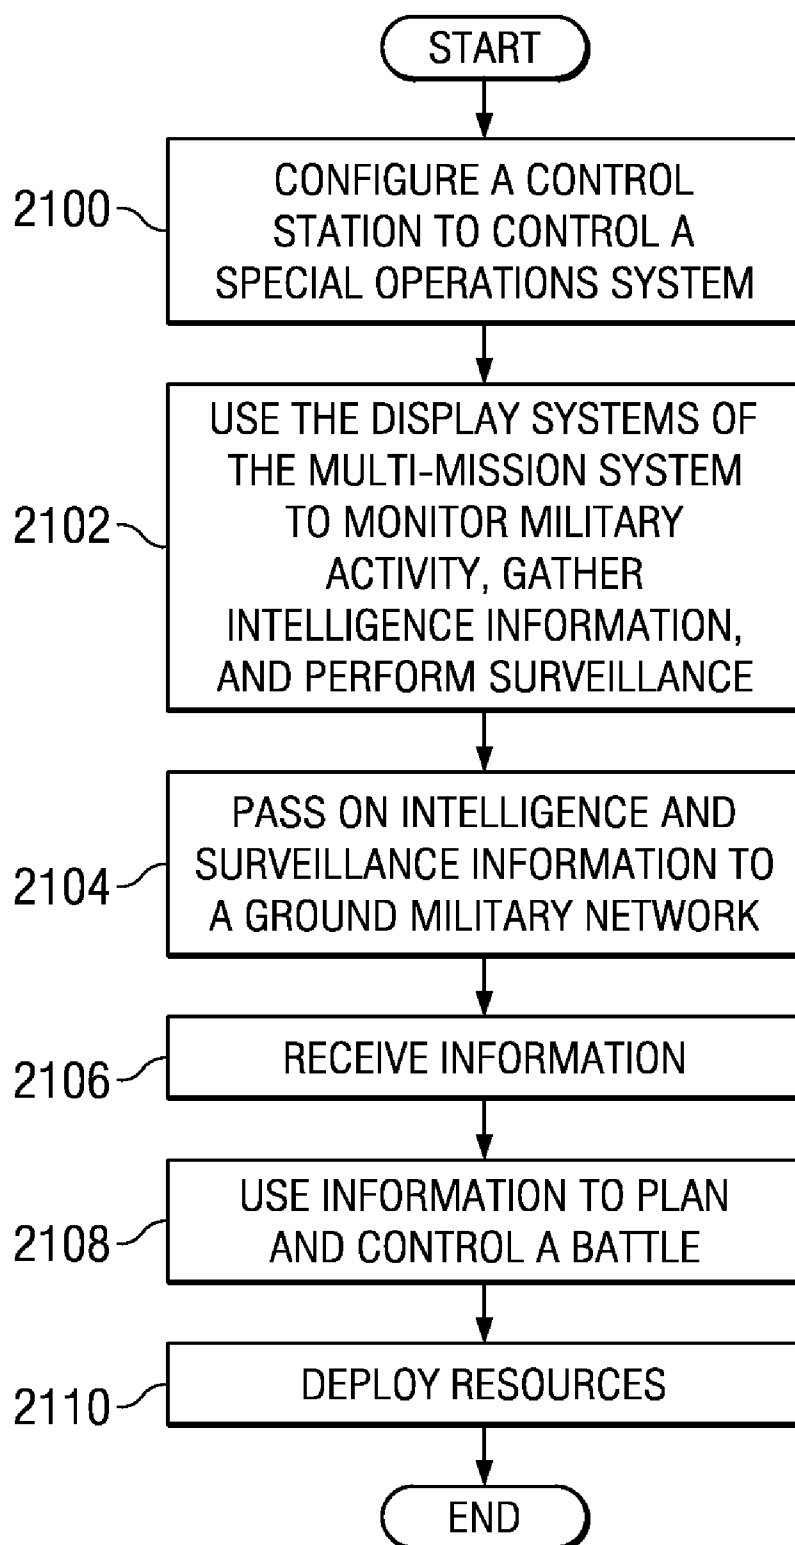 START
2100
CONFIGURE A CONTROL
STATION TO CONTROL A
SPECIAL OPERATIONS SYSTEM
2102
USE THE DISPLAY SYSTEMS OF
THE MULTI-MISSION SYSTEM
TO MONITOR MILITARY
ACTIVITY, GATHER
INTELLIGENCE INFORMATION,
AND PERFORM SURVEILLANCE
2104
PASS ON INTELLIGENCE AND
SURVEILLANCE INFORMATION TO
A GROUND MILITARY NETWORK
2106
RECEIVE INFORMATION
2108
USE INFORMATION TO PLAN
AND CONTROL A BATTLE
2110
DEPLOY RESOURCES
END